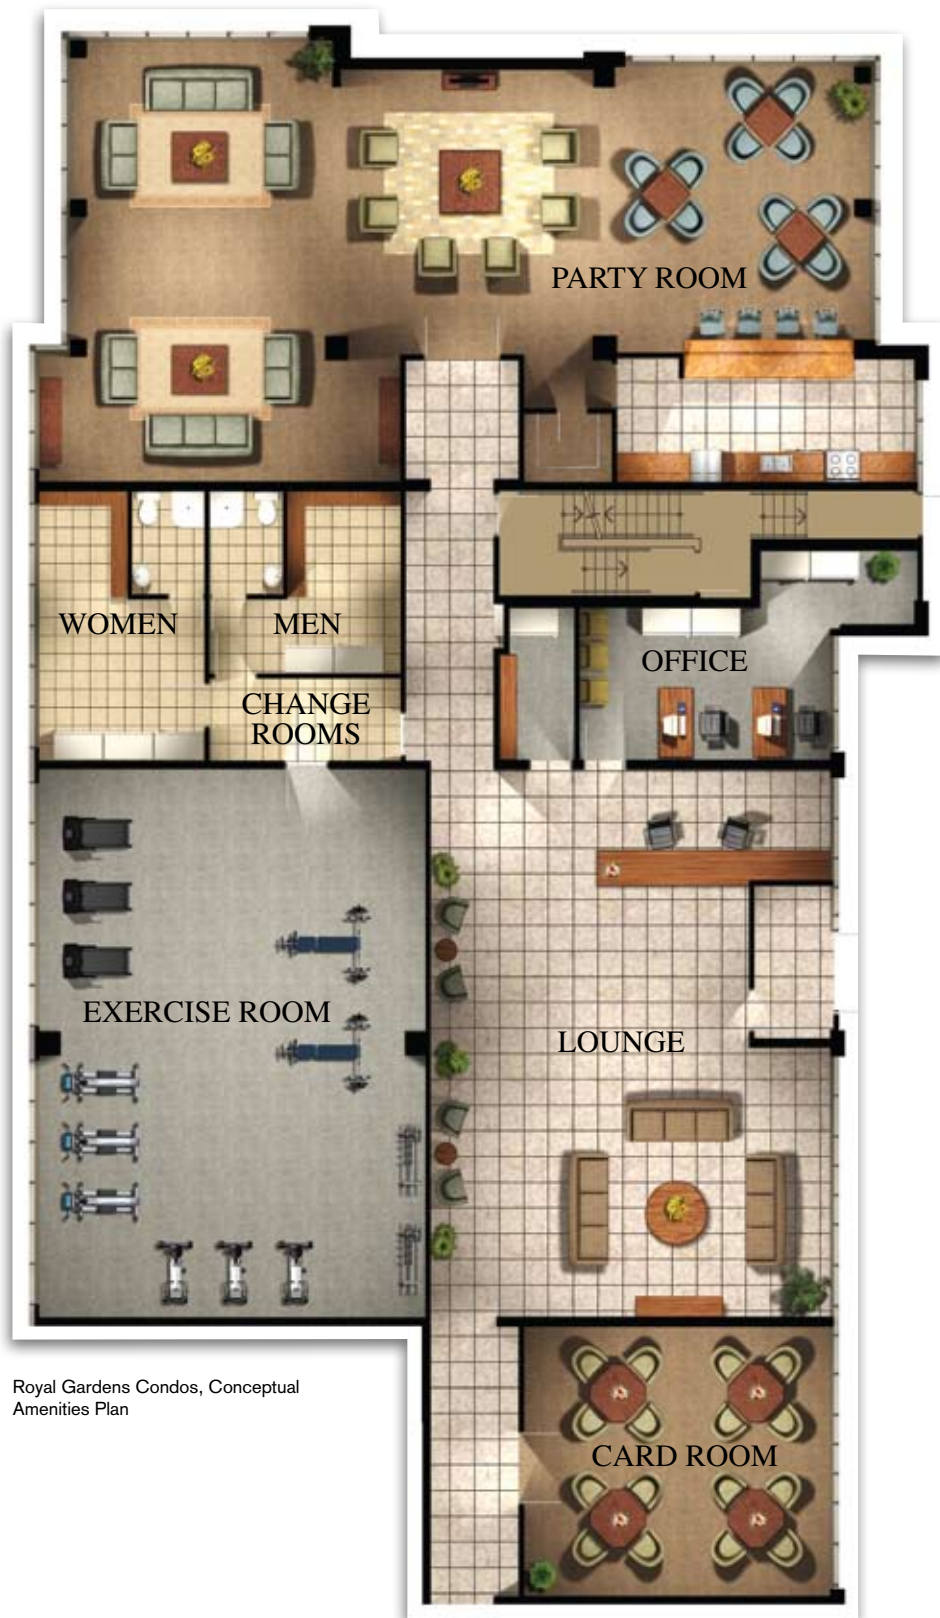 PARTY ROOM
WOMEN
MEN
OFFICE
CHANGE
ROOMS
EXERCISE ROOM
LOUNGE
Royal Gardens Condos, Conceptual
Amenities Plan
CARD ROOM